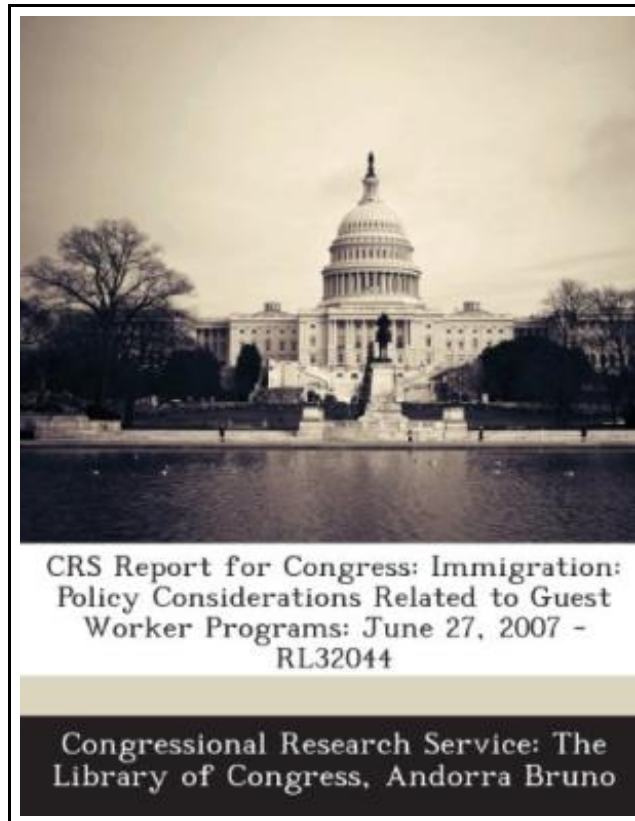 CRS Report for Congress: Immigration:
Policy Considerations Related to Guest
Worker Programs: June 27, 2007 -
RL32044
Congressional Research Service: The
Library of Congress, Andorra Bruno